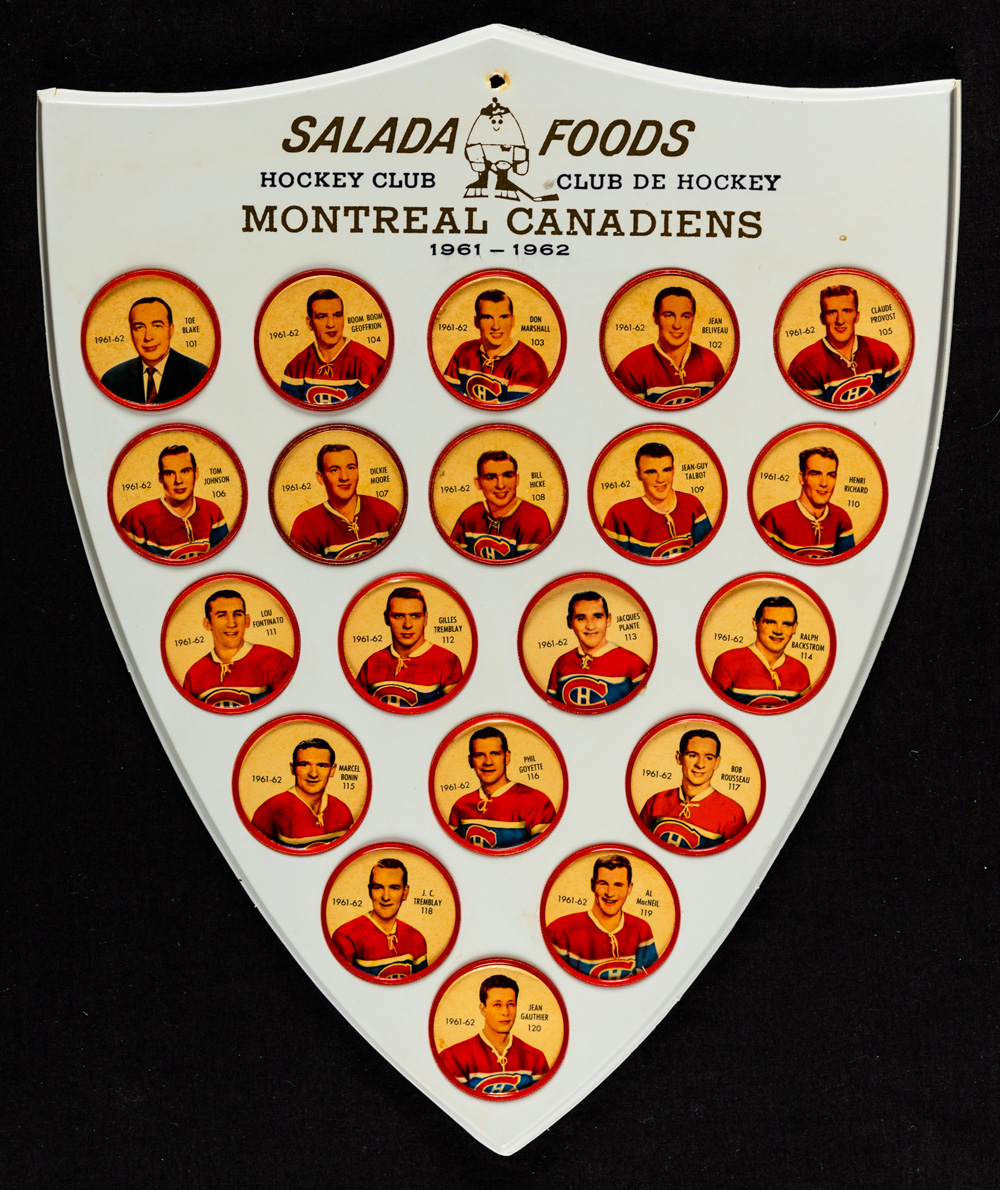 SALADA FOODS
HOCKEY CLUB CLUB DE HOCKEY
MONTREAL CANADIENS
1961 – 1962
1961-62
TOE
BLAKE
101
1961-62
BOOM BOOM
GEOFFRION
104
1961-62
DON
MARSHALL
103
1961-62
JEAN
BELIVEAU
102
1961-62
CLAUDE
PROVOST
105
1961-62
TOM
JOHNSON
106
1961-62
DICKIE
MOORE
107
1961-62
BILL
HICKE
108
1961-62
JEAN-GUY
TALBOT
109
1961-62
HENRI
RICHARD
110
1961-62
LOU
FONTINATO
111
1961-62
GILLES
TREMBLAY
112
1961-62
JACQUES
PLANTE
113
1961-62
RALPH
BACKSTROM
114
1961-62
MARCEL
BONIN
115
1961-62
PHIL
GOYETTE
116
1961-62
BOB
ROUSSEAU
117
1961-62
J. C.
TREMBLAY
118
1961-62
AL
MacNEIL
119
1961-62
JEAN
GAUTHIER
120